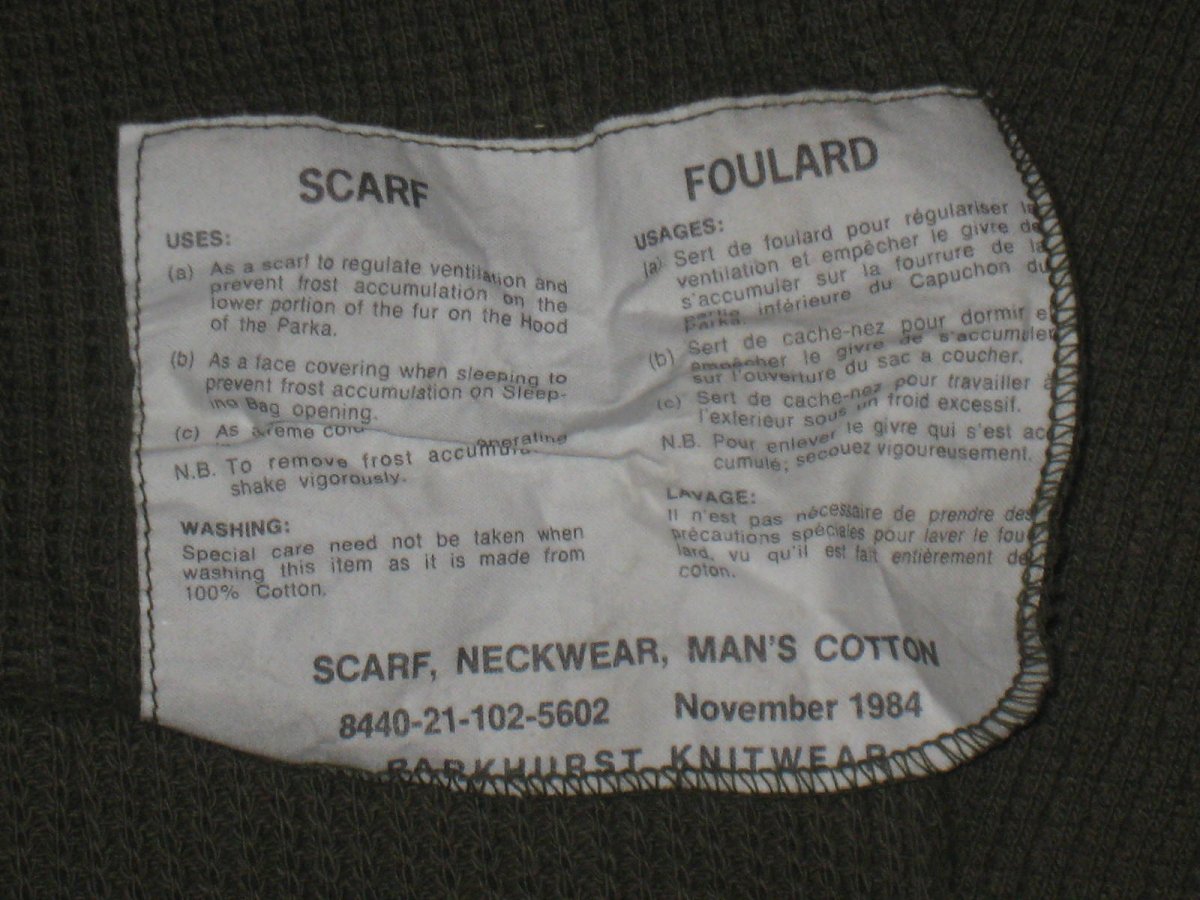 SCARF
USES:
(a) As a scarf to regulate ventilation and
prevent frost accumulation on the
lower portion of the fur on the Hood
of the Parka.
(b) As a face covering when sleeping to
prevent frost accumulation on Sleep-
ing Bag opening.
(c) As
N.B. To remove frost
shake vigorously.
WASHING:
Special care need not be taken when
washing this item as it is made from
100% Cotton.
FOULARD
USAGES:
(a) Sert de foulard pour régulariser
ventilation et empêcher le givre de
s'accumuler sur la fourrure de la
partie inférieure du Capuchon du
Parka.
(b) Sert de cache-nez pour dormir e
empêcher le givre de s'accumuler
sur l'ouverture du sac a coucher.
(c) Sert de cache-nez pour travailler
l'exterieur sous un froid excessif.
N.B. Pour enlever le givre qui s'est ac
cumulé; secouez vigoureusement.
LAVAGE:
Il n'est pas nécessaire de prendre des
précautions spéciales pour laver le fou
lard, vu qu'il est fait entièrement de
coton.
SCARF, NECKWEAR, MAN'S COTTON
8440-21-102-5602 November 1984
PARKHURST KNITWEAR